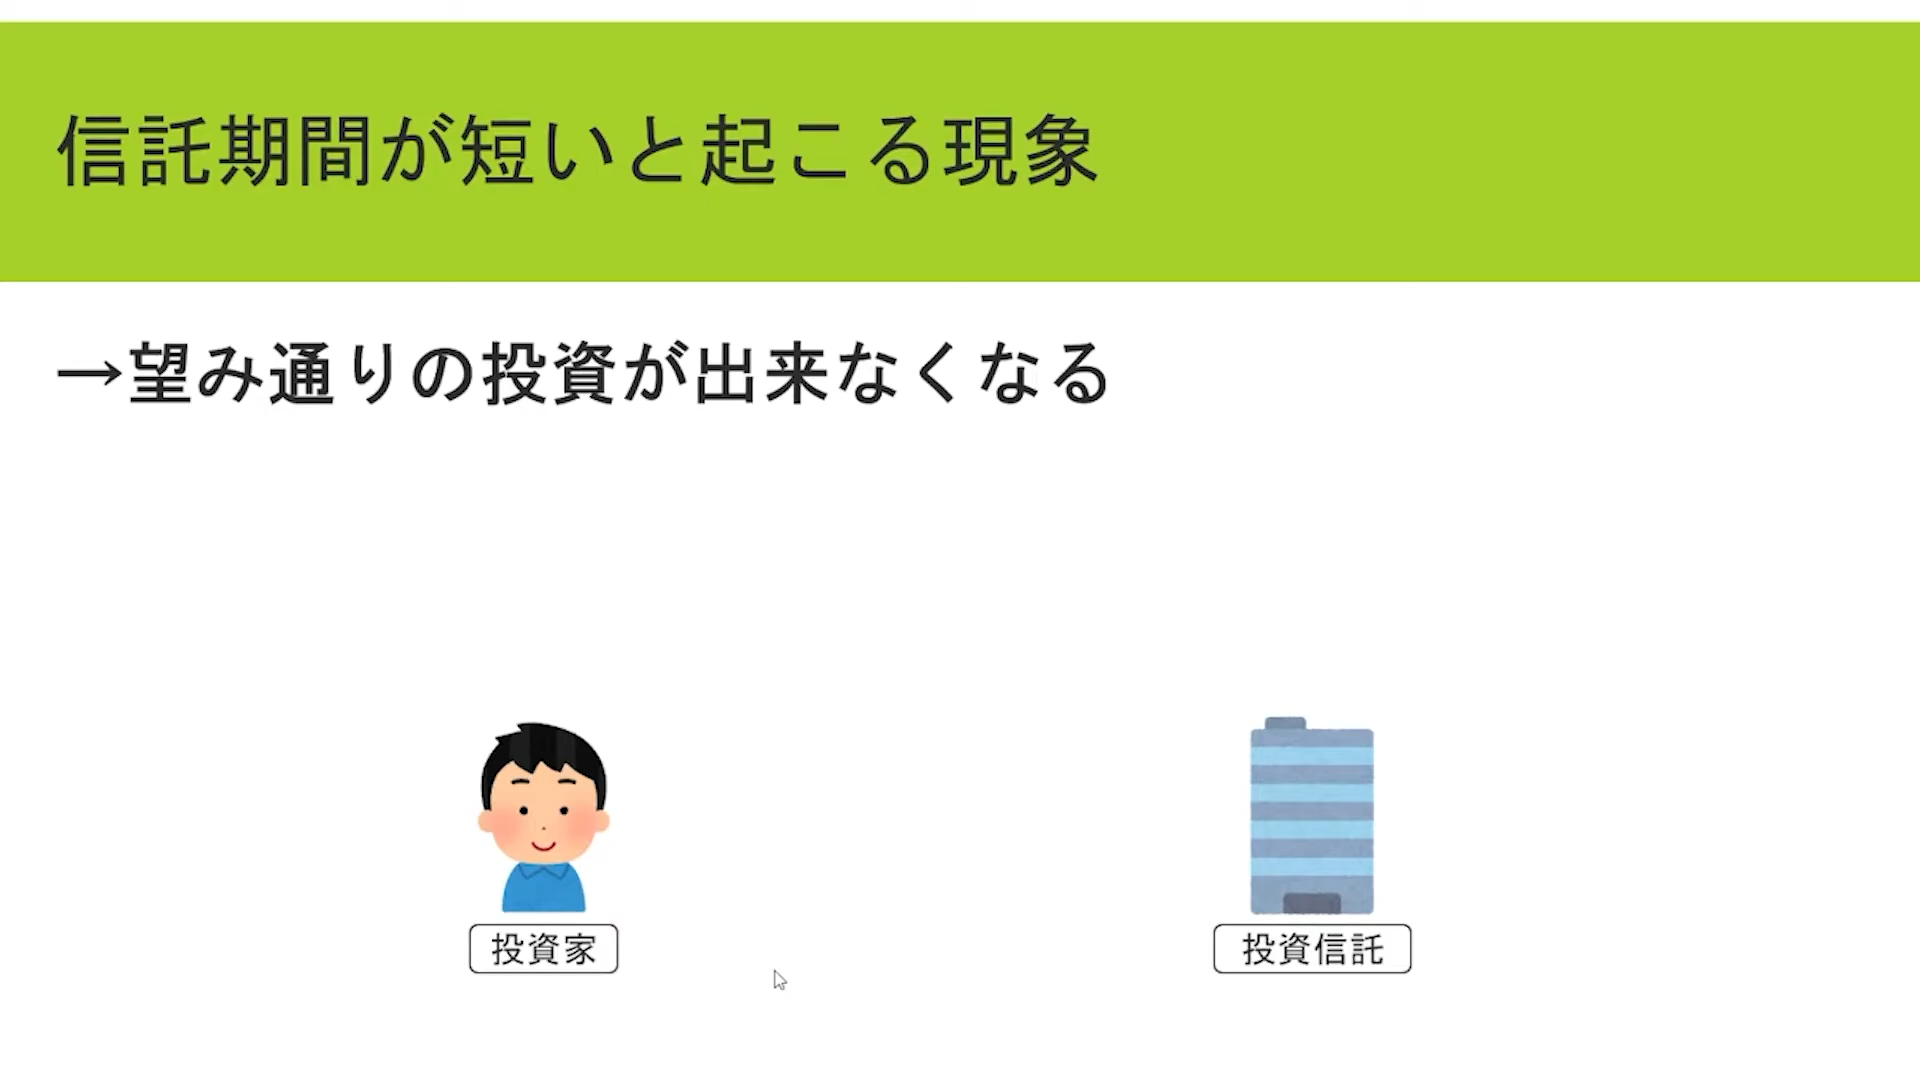 信託期間が短いと起こる現象
→望み通りの投資が出来なくなる
投資家
投資信託